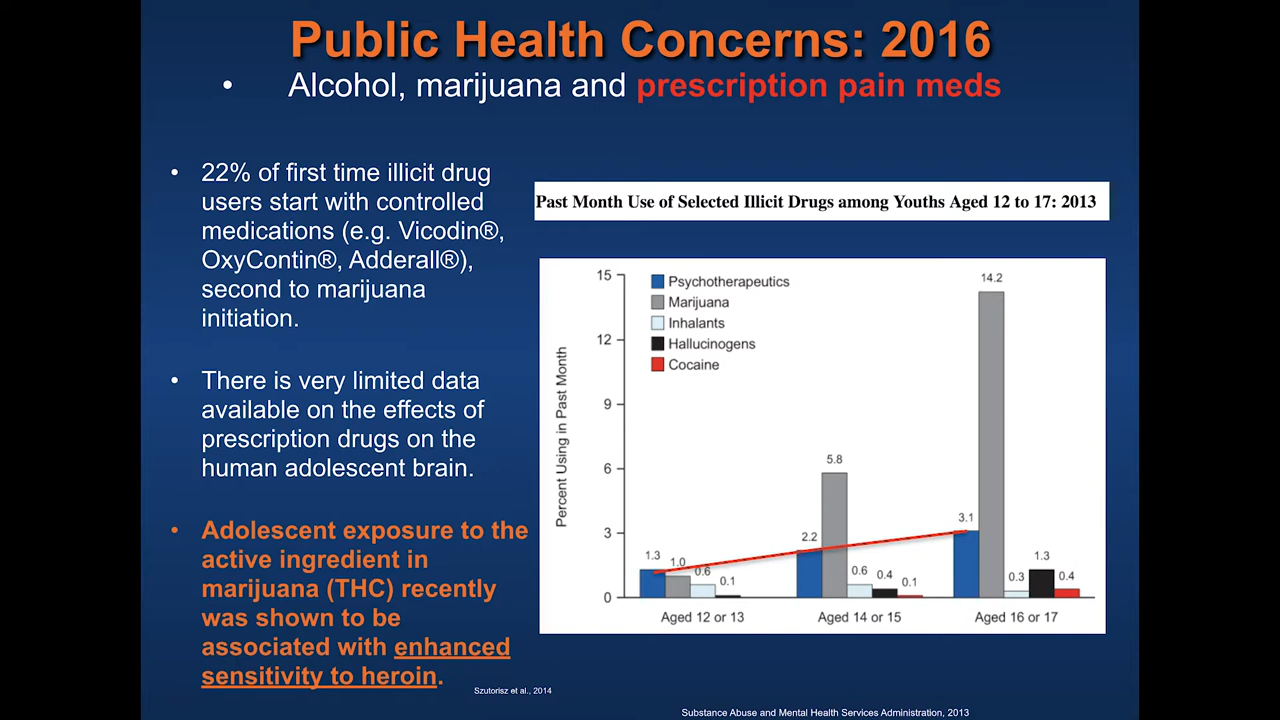 Public Health Concerns: 2016
• Alcohol, marijuana and prescription pain meds
• 22% of first time illicit drug
users start with controlled
medications (e.g. Vicodin®,
OxyContin®, Adderall®),
second to marijuana
initiation.
• There is very limited data
available on the effects of
prescription drugs on the
human adolescent brain.
• Adolescent exposure to the
active ingredient in
marijuana (THC) recently
was shown to be
associated with enhanced
sensitivity to heroin.
Szutorisz et al., 2014
Past Month Use of Selected Illicit Drugs among Youths Aged 12 to 17: 2013
Percent Using in Past Month
15
12
9
6
3
0
Psychotherapeutics
Marijuana
Inhalants
Hallucinogens
Cocaine
1.3
1.0
0.6
0.1
2.2
5.8
0.6
0.4
0.1
3.1
14.2
0.3
1.3
0.4
Aged 12 or 13
Aged 14 or 15
Aged 16 or 17
Substance Abuse and Mental Health Services Administration, 2013